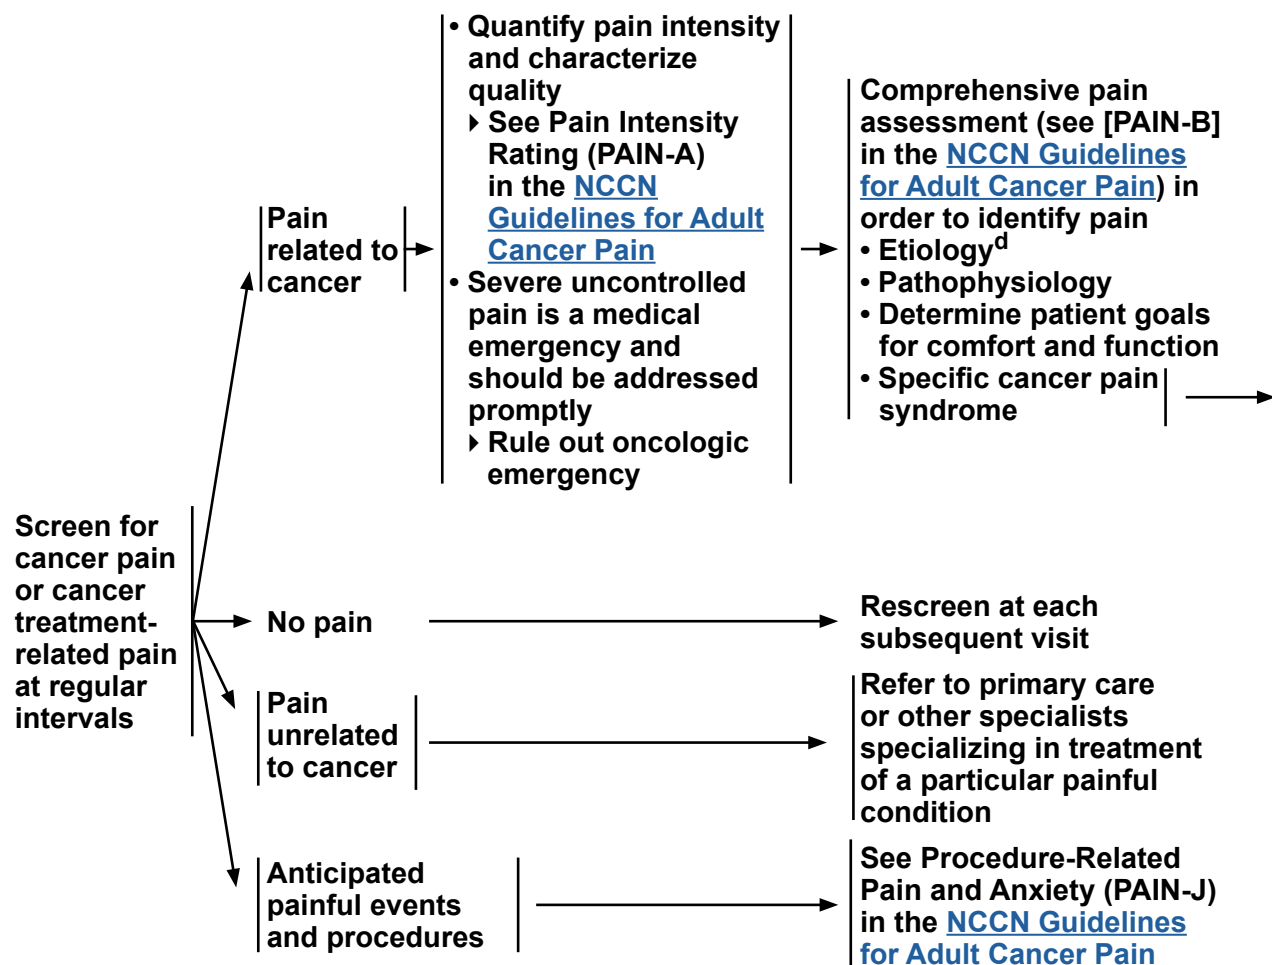 Screen for
cancer pain
or cancer
treatment-
related pain
at regular
intervals
Pain
related to
cancer
• Quantify pain intensity
and characterize
quality
▸ See Pain Intensity
Rating (PAIN-A)
in the NCCN
Guidelines for Adult
Cancer Pain
• Severe uncontrolled
pain is a medical
emergency and
should be addressed
promptly
▸ Rule out oncologic
emergency
Comprehensive pain
assessment (see [PAIN-B]
in the NCCN Guidelines
for Adult Cancer Pain) in
order to identify pain
• Etiologyᵈ
• Pathophysiology
• Determine patient goals
for comfort and function
• Specific cancer pain
syndrome
No pain
Rescreen at each
subsequent visit
Pain
unrelated
to cancer
Refer to primary care
or other specialists
specializing in treatment
of a particular painful
condition
Anticipated
painful events
and procedures
See Procedure-Related
Pain and Anxiety (PAIN-J)
in the NCCN Guidelines
for Adult Cancer Pain